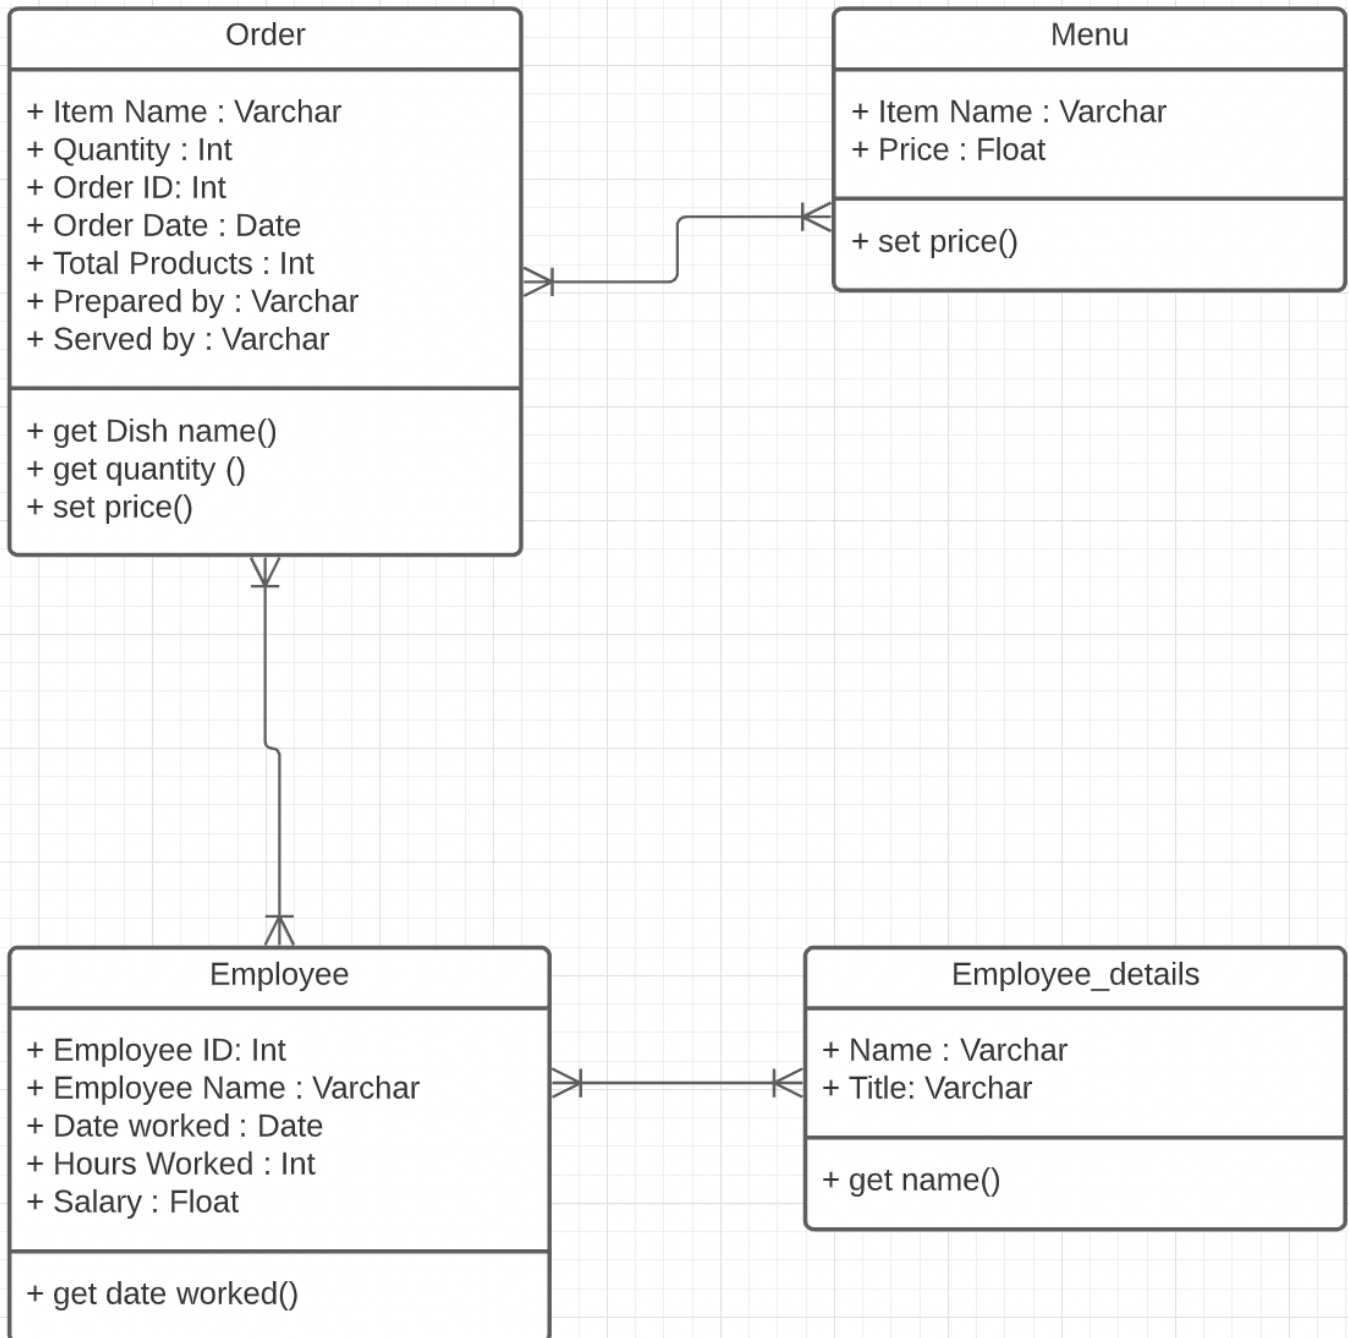 Order
+ Item Name : Varchar
+ Quantity : Int
+ Order ID: Int
+ Order Date : Date
+ Total Products : Int
+ Prepared by : Varchar
+ Served by : Varchar
+ get Dish name()
+ get quantity ()
+ set price()
Menu
+ Item Name : Varchar
+ Price : Float
+ set price()
Employee
+ Employee ID: Int
+ Employee Name : Varchar
+ Date worked : Date
+ Hours Worked : Int
+ Salary : Float
+ get date worked()
Employee_details
+ Name : Varchar
+ Title: Varchar
+ get name()